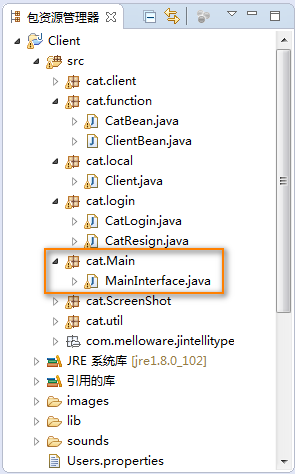 包资源管理器
Client
src
cat.client
cat.function
CatBean.java
ClientBean.java
cat.local
Client.java
cat.login
CatLogin.java
CatResign.java
cat.Main
MainInterface.java
cat.ScreenShot
cat.util
com.melloware.jintellitype
JRE 系统库 [jre1.8.0_102]
引用的库
images
lib
sounds
Users.properties